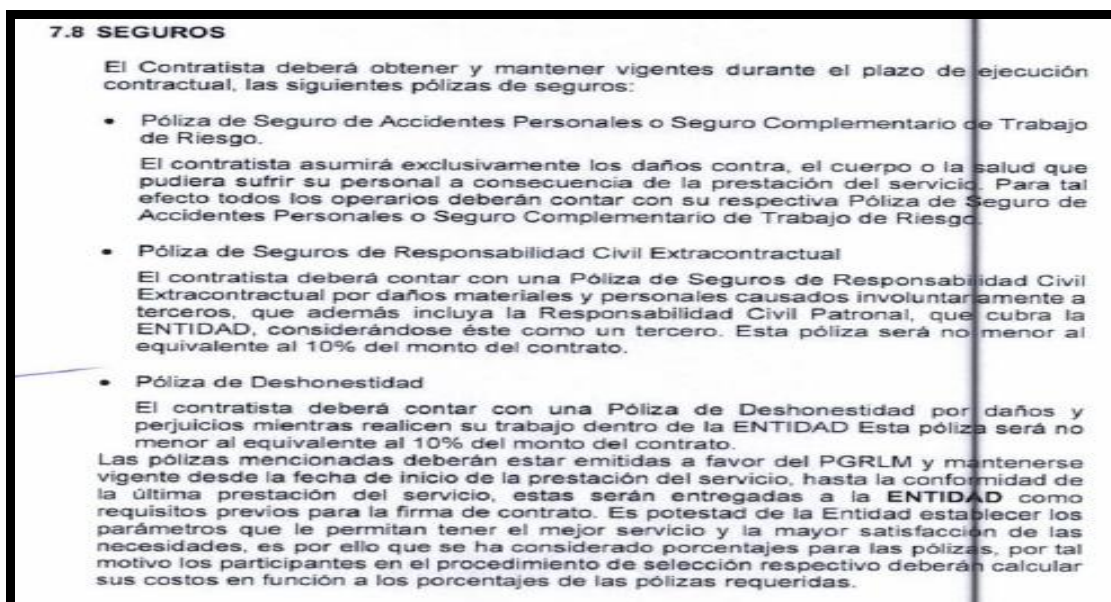 7.8 SEGUROS
El Contratista deberá obtener y mantener vigentes durante el plazo de ejecución
contractual, las siguientes pólizas de seguros:
• Póliza de Seguro de Accidentes Personales o Seguro Complementario de Trabajo
de Riesgo.
El contratista asumirá exclusivamente los daños contra, el cuerpo o la salud que
pudiera sufrir su personal a consecuencia de la prestación del servicio. Para tal
efecto todos los operarios deberán contar con su respectiva Póliza de Seguro de
Accidentes Personales o Seguro Complementario de Trabajo de Riesgo.
• Póliza de Seguros de Responsabilidad Civil Extracontractual
El contratista deberá contar con una Póliza de Seguros de Responsabilidad Civil
Extracontractual por daños materiales y personales causados involuntariamente a
terceros, que además incluya la Responsabilidad Civil Patronal, que cubra la
ENTIDAD, considerándose éste como un tercero. Esta póliza será no menor al
equivalente al 10% del monto del contrato.
• Póliza de Deshonestidad
El contratista deberá contar con una Póliza de Deshonestidad por daños y
perjuicios mientras realicen su trabajo dentro de la ENTIDAD Esta póliza será no
menor al equivalente al 10% del monto del contrato.
Las pólizas mencionadas deberán estar emitidas a favor del PGRLM y mantenerse
vigente desde la fecha de inicio de la prestación del servicio, hasta la conformidad de
la última prestación del servicio, estas serán entregadas a la ENTIDAD como
requisitos previos para la firma de contrato. Es potestad de la Entidad establecer los
parámetros que le permitan tener el mejor servicio y la mayor satisfacción de las
necesidades, es por ello que se ha considerado porcentajes para las pólizas, por tal
motivo los participantes en el procedimiento de selección respectivo deberán calcular
sus costos en función a los porcentajes de las pólizas requeridas.